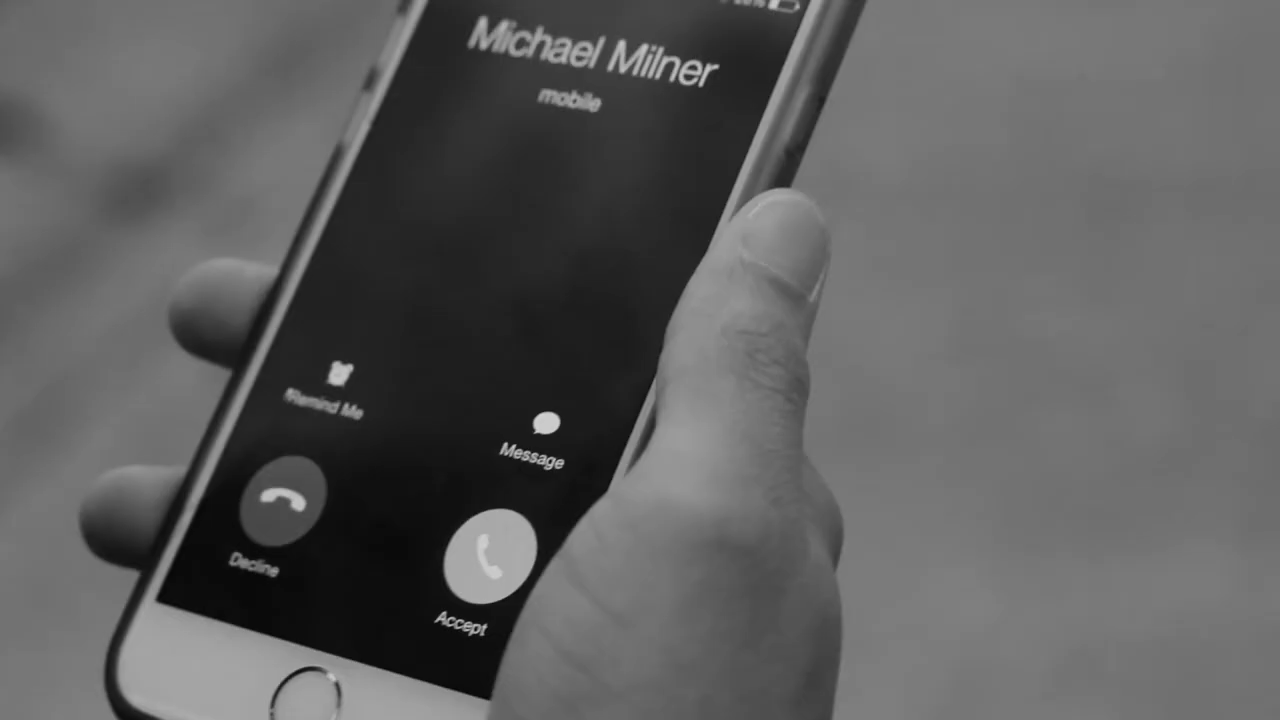 Michael Milner
mobile
Remind Me
Message
Decline
Accept